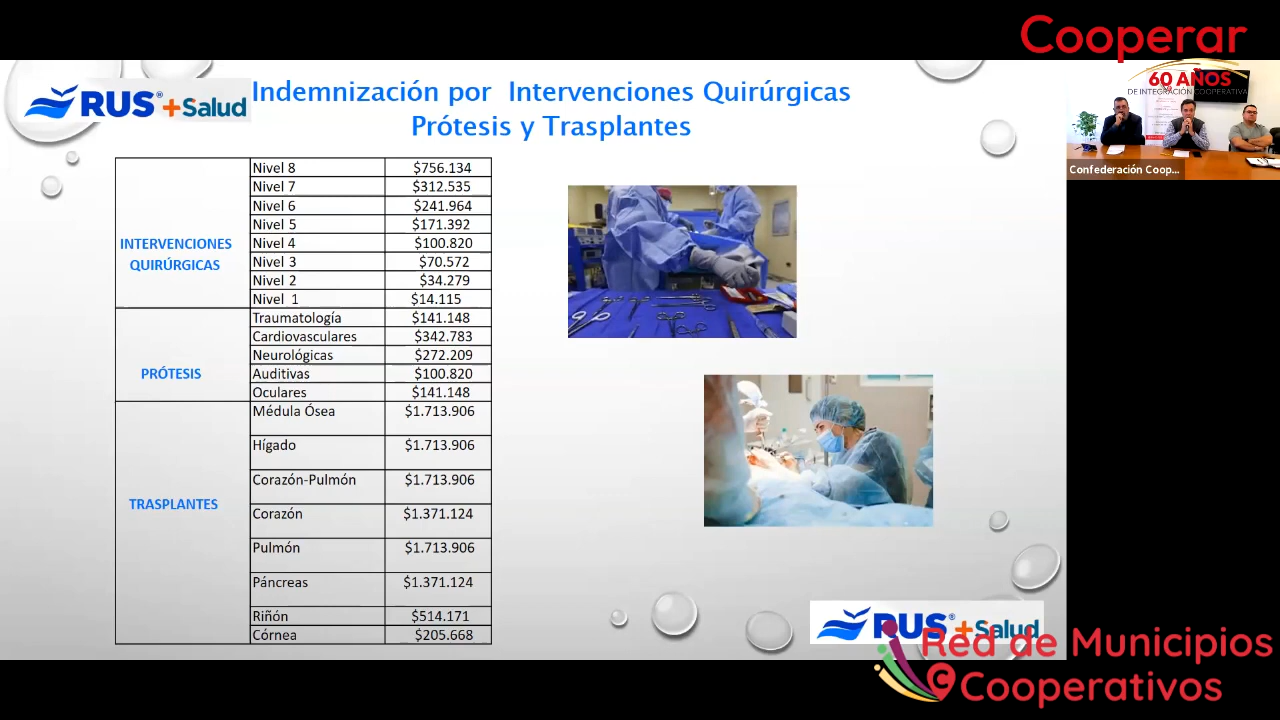 Cooperar
60 AÑOS
DE INTEGRACIÓN COOPERATIVA
Confederación Coop...
RUS® +Salud
Indemnización por Intervenciones Quirúrgicas
Prótesis y Trasplantes
INTERVENCIONES
QUIRÚRGICAS
Nivel 8 $756.134
Nivel 7 $312.535
Nivel 6 $241.964
Nivel 5 $171.392
Nivel 4 $100.820
Nivel 3 $70.572
Nivel 2 $34.279
Nivel 1 $14.115
PRÓTESIS
Traumatología $141.148
Cardiovasculares $342.783
Neurológicas $272.209
Auditivas $100.820
Oculares $141.148
TRASPLANTES
Médula Ósea $1.713.906
Hígado $1.713.906
Corazón-Pulmón $1.713.906
Corazón $1.371.124
Pulmón $1.713.906
Páncreas $1.371.124
Riñón $514.171
Córnea $205.668
RUS® +Salud
Red de Municipios
Cooperativos